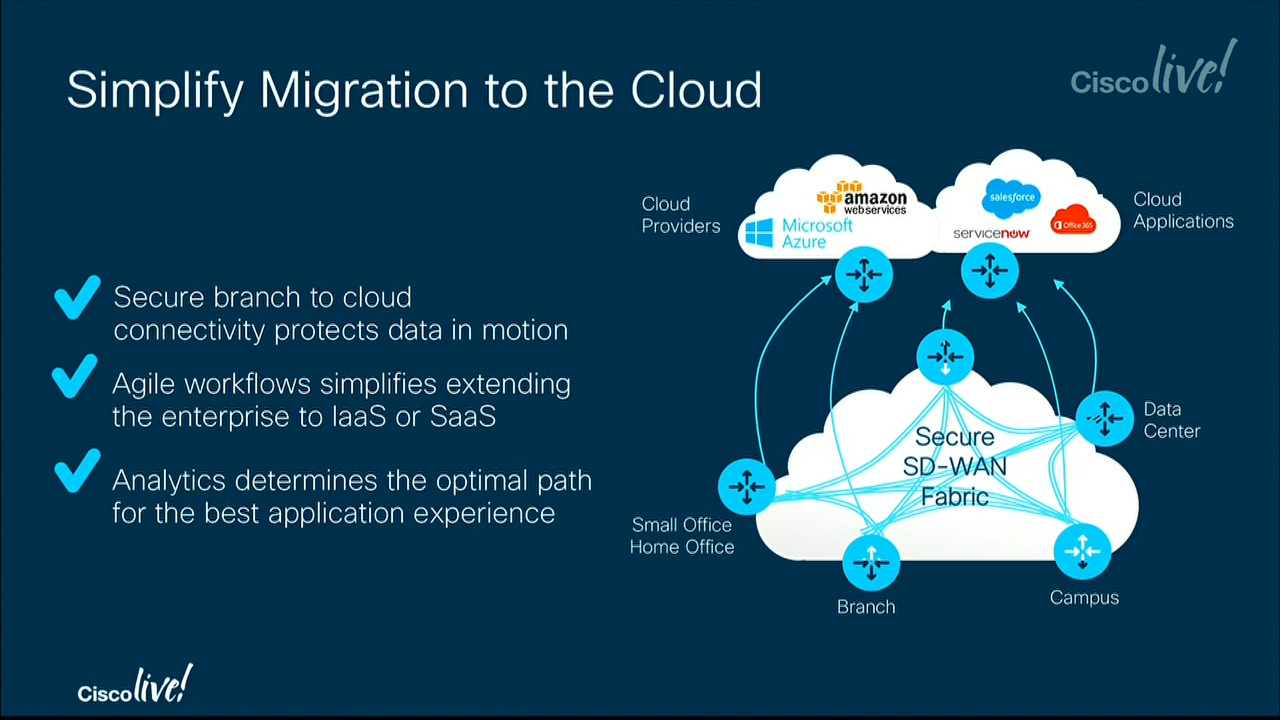 Simplify Migration to the Cloud
Cisco live!
Cloud
Providers
amazon
webservices
Microsoft
Azure
salesforce
servicenow
Office 365
Cloud
Applications
Secure branch to cloud
connectivity protects data in motion
Agile workflows simplifies extending
the enterprise to IaaS or SaaS
Analytics determines the optimal path
for the best application experience
Secure
SD-WAN
Fabric
Data
Center
Small Office
Home Office
Branch
Campus
Cisco live!